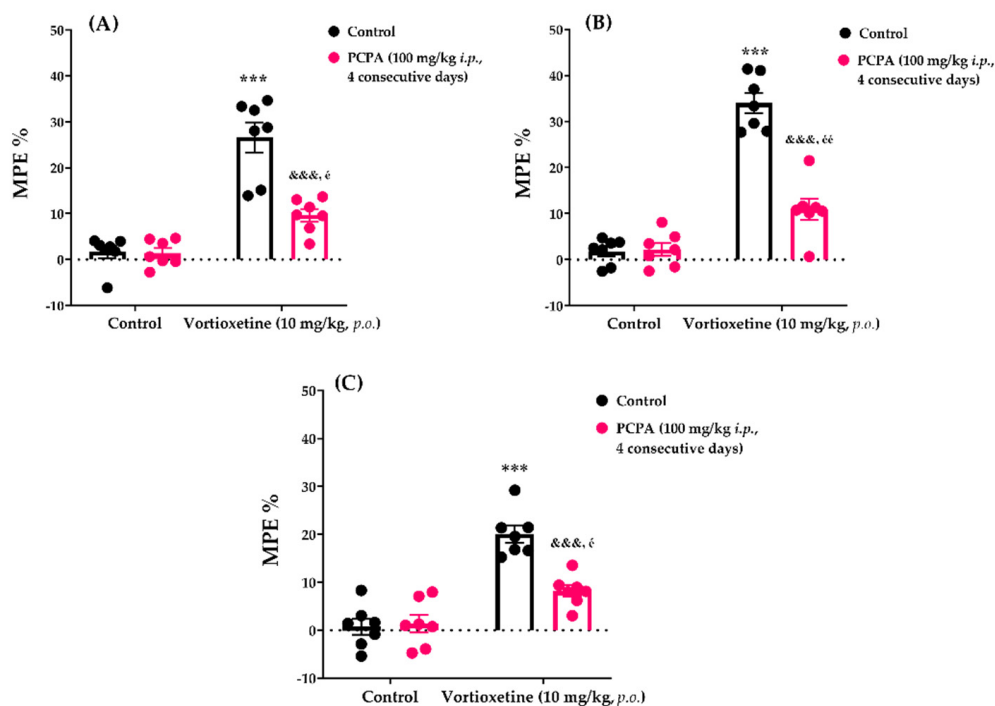 (A)
Control
PCPA (100 mg/kg i.p.,
4 consecutive days)
MPE %
50
40
30
20
10
0
-10
***
&&&, é
Control
Vortioxetine (10 mg/kg, p.o.)
(B)
Control
PCPA (100 mg/kg i.p.,
4 consecutive days)
MPE %
50
40
30
20
10
0
-10
***
&&&, éé
Control
Vortioxetine (10 mg/kg, p.o.)
(C)
Control
PCPA (100 mg/kg i.p.,
4 consecutive days)
MPE %
50
40
30
20
10
0
-10
***
&&&, é
Control
Vortioxetine (10 mg/kg, p.o.)